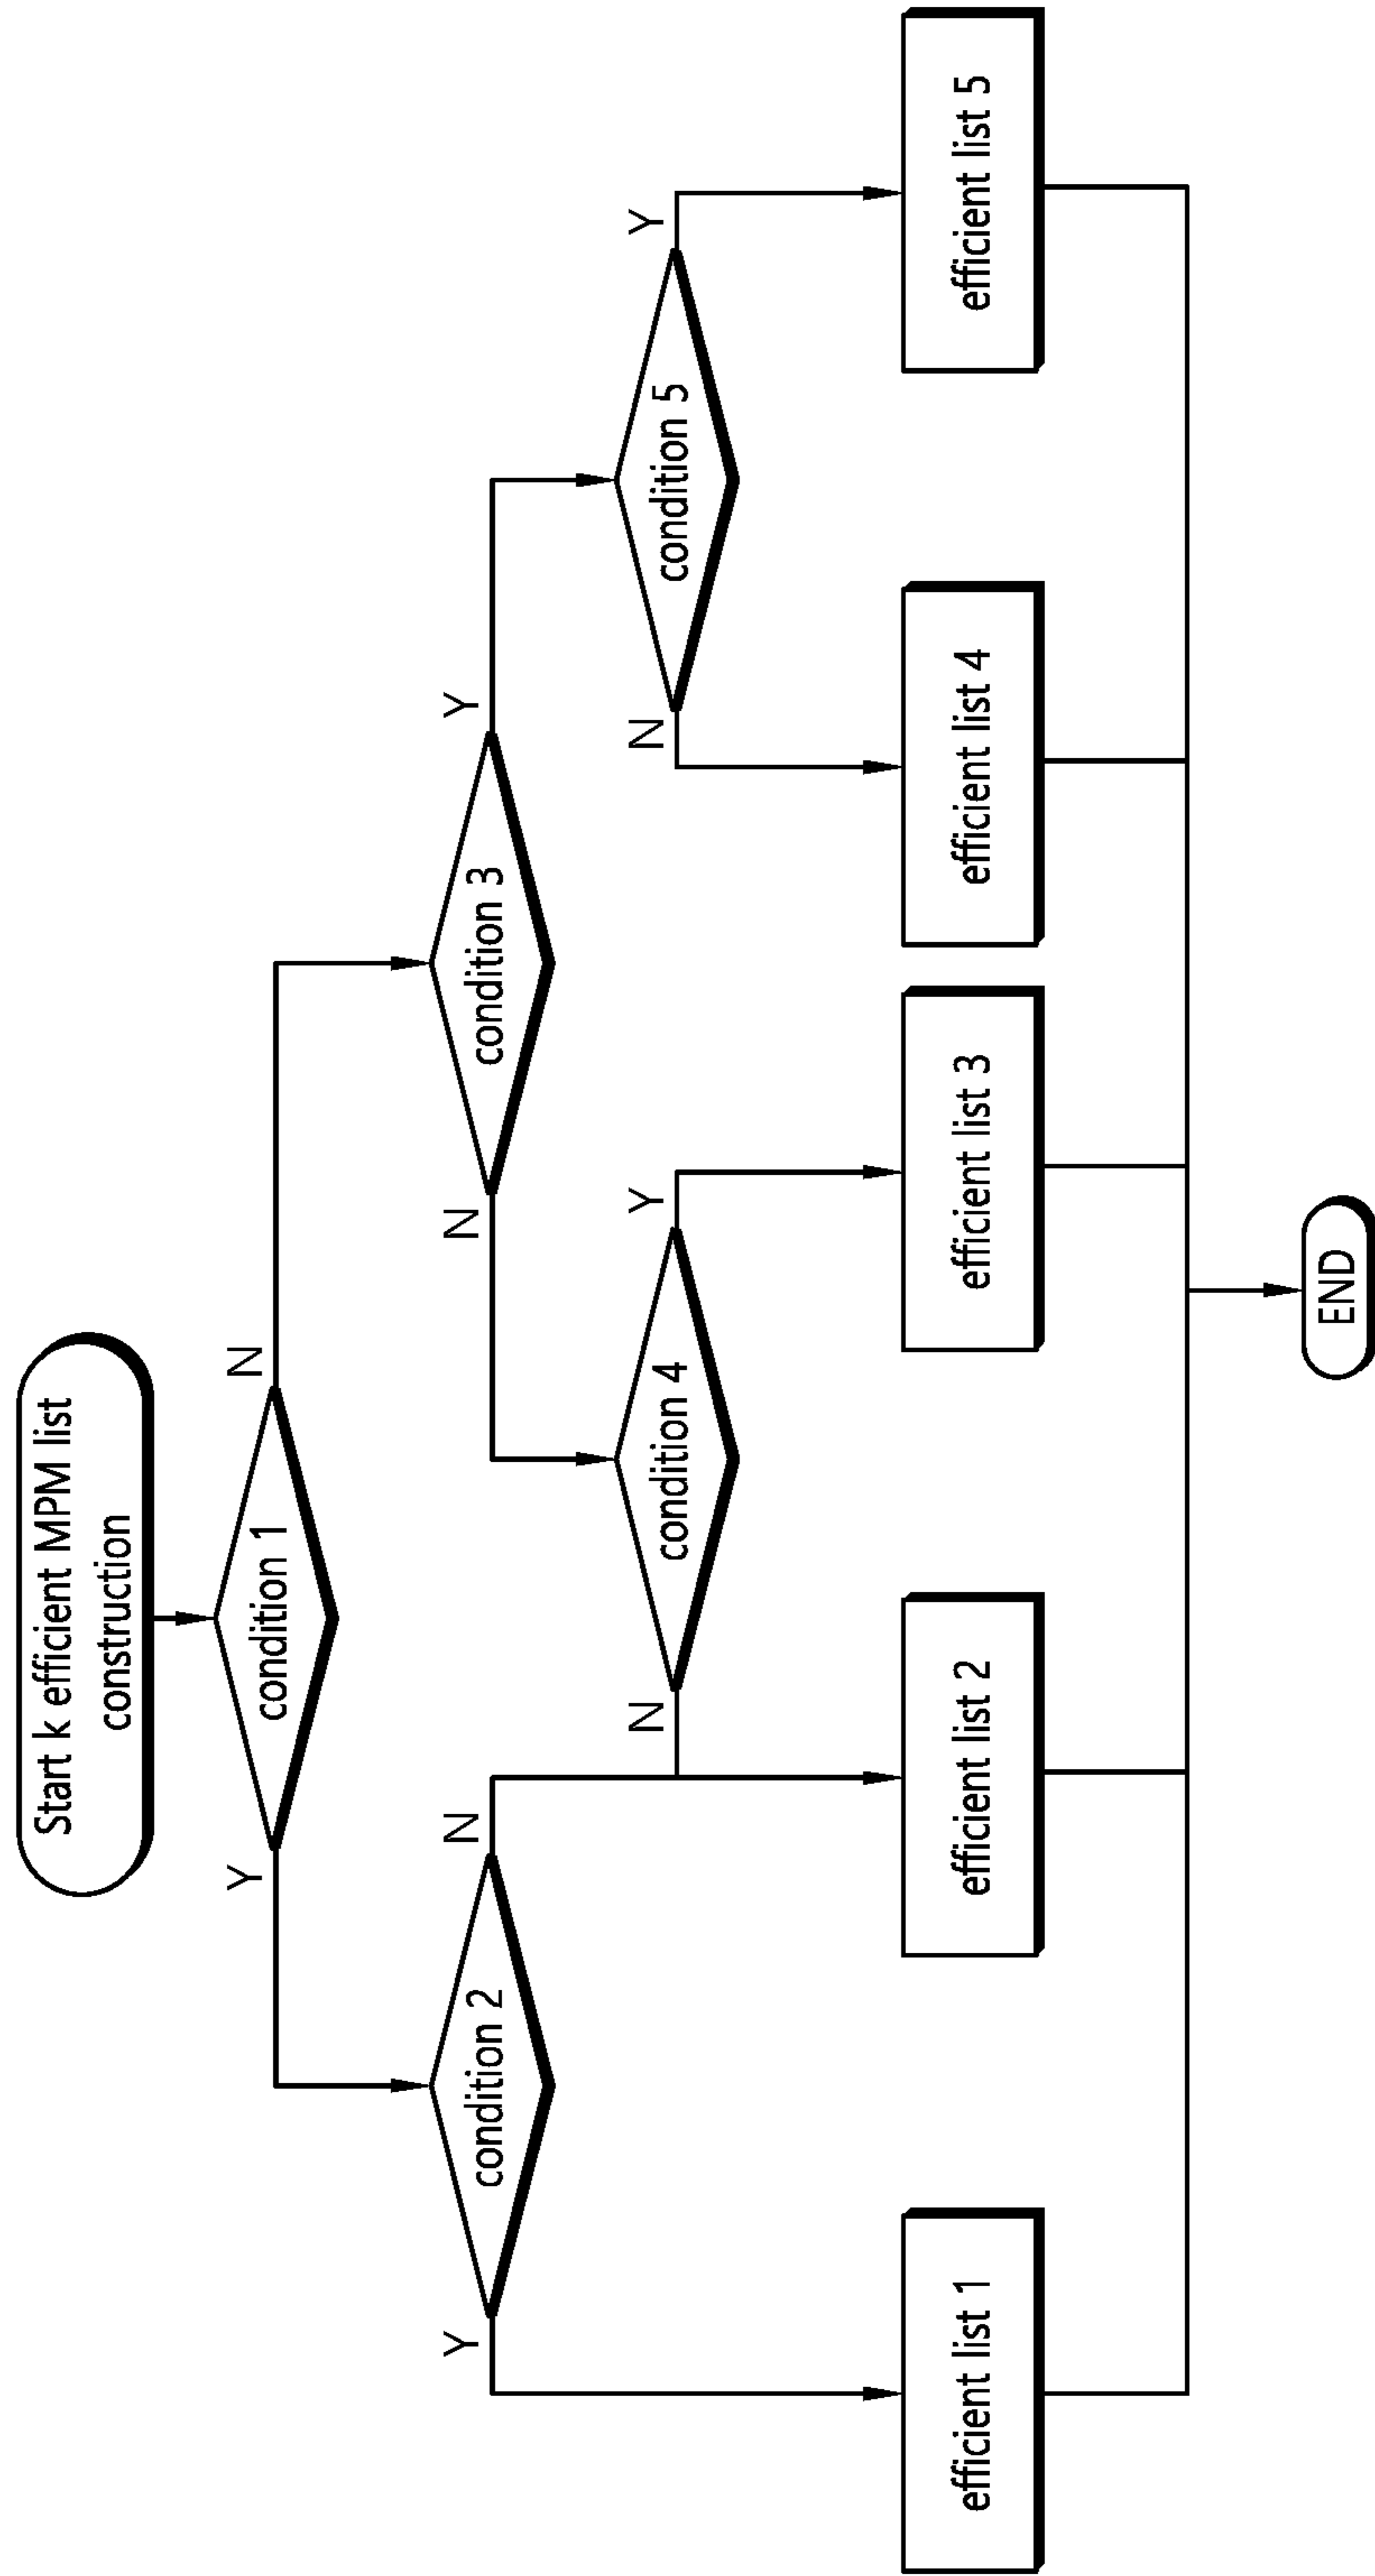 Start k efficient MPM list
construction
condition 1
Y
N
condition 2
condition 3
Y
N
N
Y
condition 4
condition 5
N
Y
N
Y
efficient list 1
efficient list 2
efficient list 3
efficient list 4
efficient list 5
END